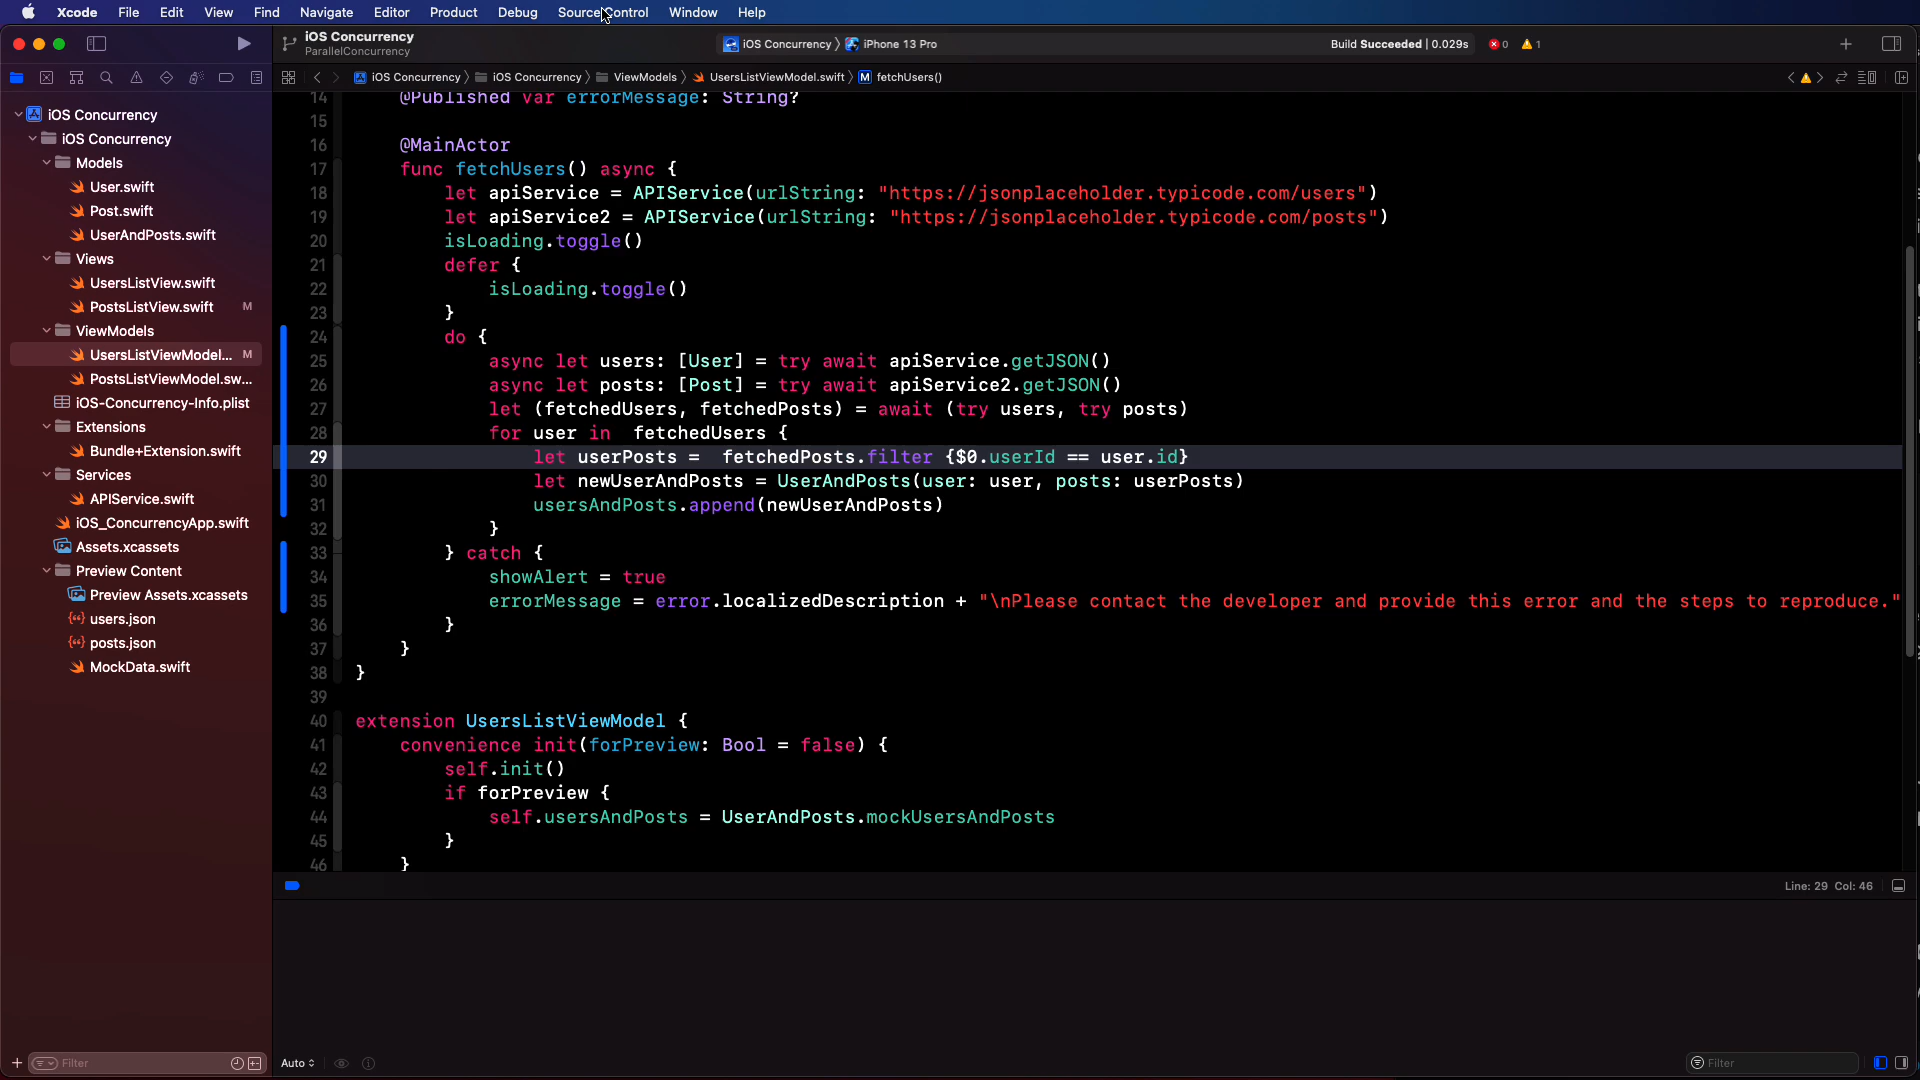 Xcode File Edit View Find Navigate Editor Product Debug Source Control Window Help
iOS Concurrency
ParallelConcurrency
iOS Concurrency 〉 iPhone 13 Pro
Build Succeeded | 0.029s 0 1
iOS Concurrency 〉 iOS Concurrency 〉 ViewModels 〉 UsersListViewModel.swift 〉 M fetchUsers()
iOS Concurrency
iOS Concurrency
Models
User.swift
Post.swift
UserAndPosts.swift
Views
UsersListView.swift
PostsListView.swift M
ViewModels
UsersListViewModel... M
PostsListViewModel.sw...
iOS-Concurrency-Info.plist
Extensions
Bundle+Extension.swift
Services
APIService.swift
iOS_ConcurrencyApp.swift
Assets.xcassets
Preview Content
Preview Assets.xcassets
users.json
posts.json
MockData.swift
Filter
14 @Published var errorMessage: String?
15
16 @MainActor
17 func fetchUsers() async {
18 let apiService = APIService(urlString: "https://jsonplaceholder.typicode.com/users")
19 let apiService2 = APIService(urlString: "https://jsonplaceholder.typicode.com/posts")
20 isLoading.toggle()
21 defer {
22 isLoading.toggle()
23 }
24 do {
25 async let users: [User] = try await apiService.getJSON()
26 async let posts: [Post] = try await apiService2.getJSON()
27 let (fetchedUsers, fetchedPosts) = await (try users, try posts)
28 for user in  fetchedUsers {
29 let userPosts =  fetchedPosts.filter {$0.userId == user.id}
30 let newUserAndPosts = UserAndPosts(user: user, posts: userPosts)
31 usersAndPosts.append(newUserAndPosts)
32 }
33 } catch {
34 showAlert = true
35 errorMessage = error.localizedDescription + "\nPlease contact the developer and provide this error and the steps to reproduce."
36 }
37 }
38 }
39
40 extension UsersListViewModel {
41 convenience init(forPreview: Bool = false) {
42 self.init()
43 if forPreview {
44 self.usersAndPosts = UserAndPosts.mockUsersAndPosts
45 }
46 }
Line: 29 Col: 46
Auto
Filter